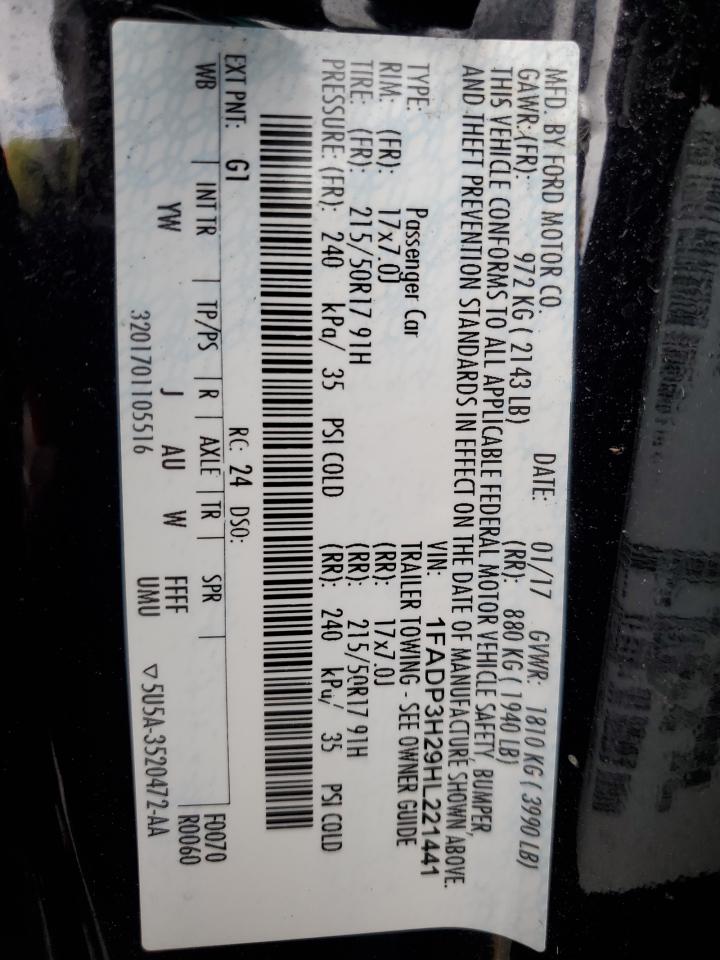 MFD. BY FORD MOTOR CO.
DATE: 01/17 GVWR: 1810 KG ( 3990 LB)
GAWR:(FR): 972 KG ( 2143 LB) (RR): 880 KG ( 1940 LB)
THIS VEHICLE CONFORMS TO ALL APPLICABLE FEDERAL MOTOR VEHICLE SAFETY, BUMPER,
AND THEFT PREVENTION STANDARDS IN EFFECT ON THE DATE OF MANUFACTURE SHOWN ABOVE.
VIN: 1FADP3H29HL221441
TYPE: Passenger Car TRAILER TOWING - SEE OWNER GUIDE
RIM: (FR): 17x7.0J (RR): 17x7.0J
TIRE: (FR): 215/50R17 91H (RR): 215/50R17 91H
PRESSURE: (FR): 240 kPa/ 35 PSI COLD (RR): 240 kPa/ 35 PSI COLD
EXT PNT: G1 RC: 24 DSO: F0070
WB INT TR TP/PS R AXLE TR SPR R0060
YW J AU W FFFF
3201701105516 UMU ▽5U5A-3520472-AA